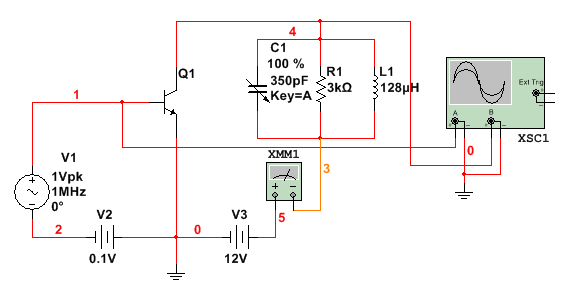 4
C1
100 %
350pF
Key=A
R1
3kΩ
L1
128μH
Q1
Ext Trig
+
-
A
B
+ - + -
XSC1
1
0
V1
1Vpk
1MHz
0°
+
-
XMM1
+ -
3
5
2
V2
0.1V
0
V3
12V